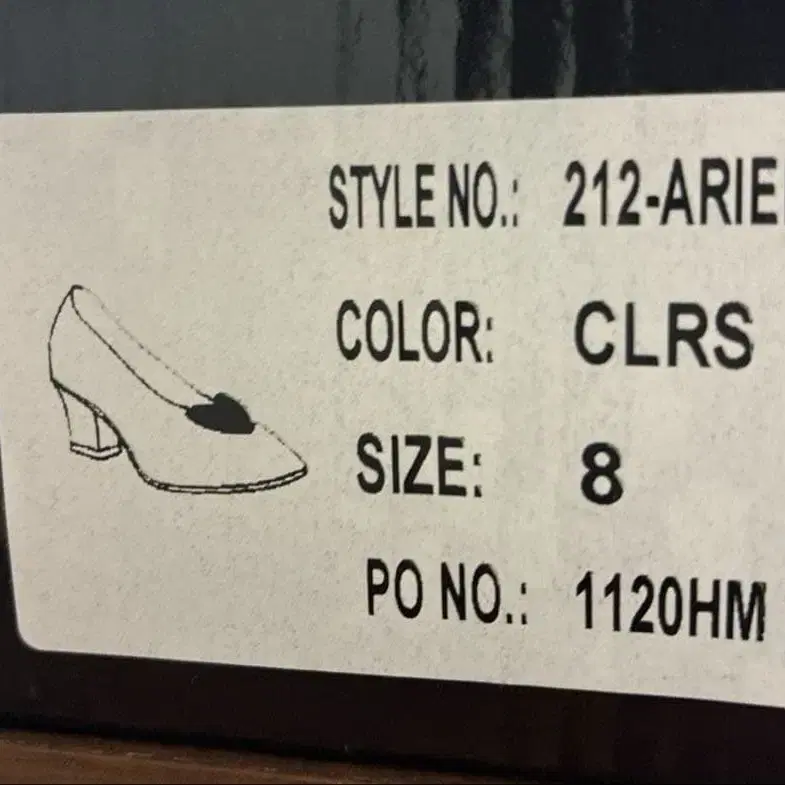 STYLE NO.: 212-ARIE
COLOR: CLRS
SIZE: 8
PO NO.: 1120HM